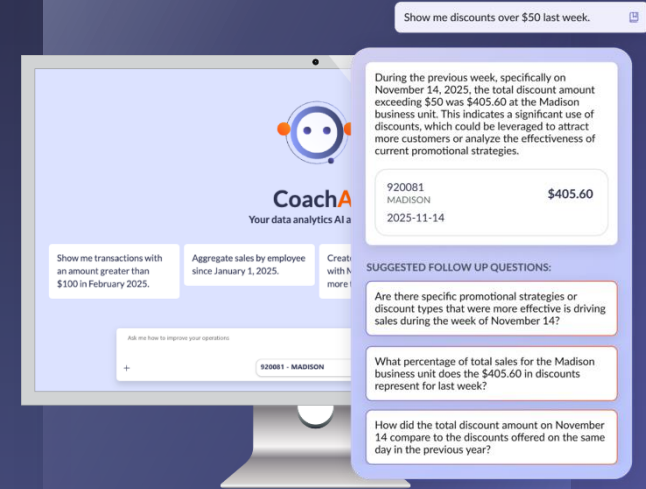 Show me discounts over $50 last week.
During the previous week, specifically on
November 14, 2025, the total discount amount
exceeding $50 was $405.60 at the Madison
business unit. This indicates a significant use of
discounts, which could be leveraged to attract
more customers or analyze the effectiveness of
current promotional strategies.
920081
MADISON
$405.60
2025-11-14
SUGGESTED FOLLOW UP QUESTIONS:
Are there specific promotional strategies or
discount types that were more effective is driving
sales during the week of November 14?
What percentage of total sales for the Madison
business unit does the $405.60 in discounts
represent for last week?
How did the total discount amount on November
14 compare to the discounts offered on the same
day in the previous year?
CoachA
Your data analytics AI a
Show me transactions with
an amount greater than
$100 in February 2025.
Aggregate sales by employee
since January 1, 2025.
Creat
with
more
Ask me how to improve your operations
+
920081 - MADISON